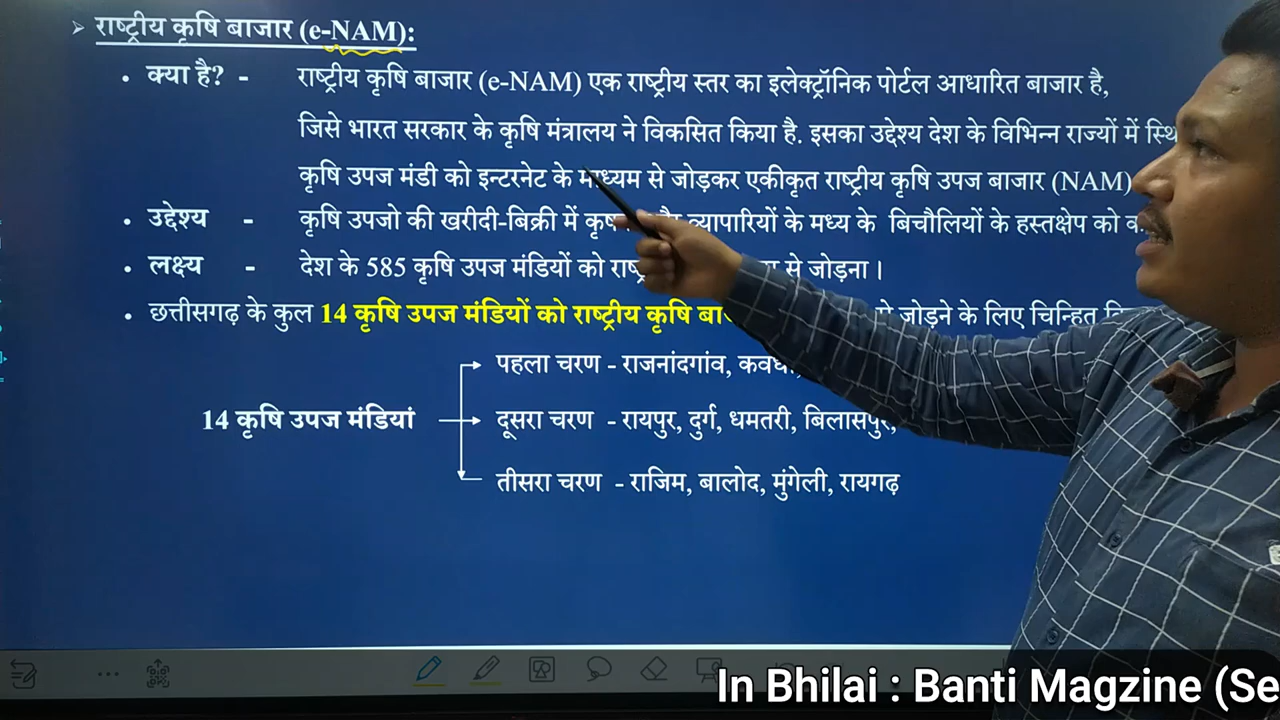 ➢ राष्ट्रीय कृषि बाजार (e-NAM):
• क्या है? - राष्ट्रीय कृषि बाजार (e-NAM) एक राष्ट्रीय स्तर का इलेक्ट्रॉनिक पोर्टल आधारित बाजार है,
जिसे भारत सरकार के कृषि मंत्रालय ने विकसित किया है. इसका उद्देश्य देश के विभिन्न राज्यों में
कृषि उपज मंडी को इन्टरनेट के माध्यम से जोड़कर एकीकृत राष्ट्रीय कृषि उपज बाजार (NAM)
• उद्देश्य - कृषि उपजो की खरीदी-बिक्री में व्यापारियों के मध्य के बिचौलियों के हस्तक्षेप को
• लक्ष्य - देश के 585 कृषि उपज मंडियों को से जोड़ना ।
• छत्तीसगढ़ के कुल 14 कृषि उपज मंडियों को राष्ट्रीय कृषि जोड़ने के लिए चिन्हित
पहला चरण - राजनांदगांव,
14 कृषि उपज मंडियां
दूसरा चरण - रायपुर, दुर्ग, धमतरी, बिलासपुर,
तीसरा चरण - राजिम, बालोद, मुंगेली, रायगढ़
In Bhilai : Banti Magzine (Se